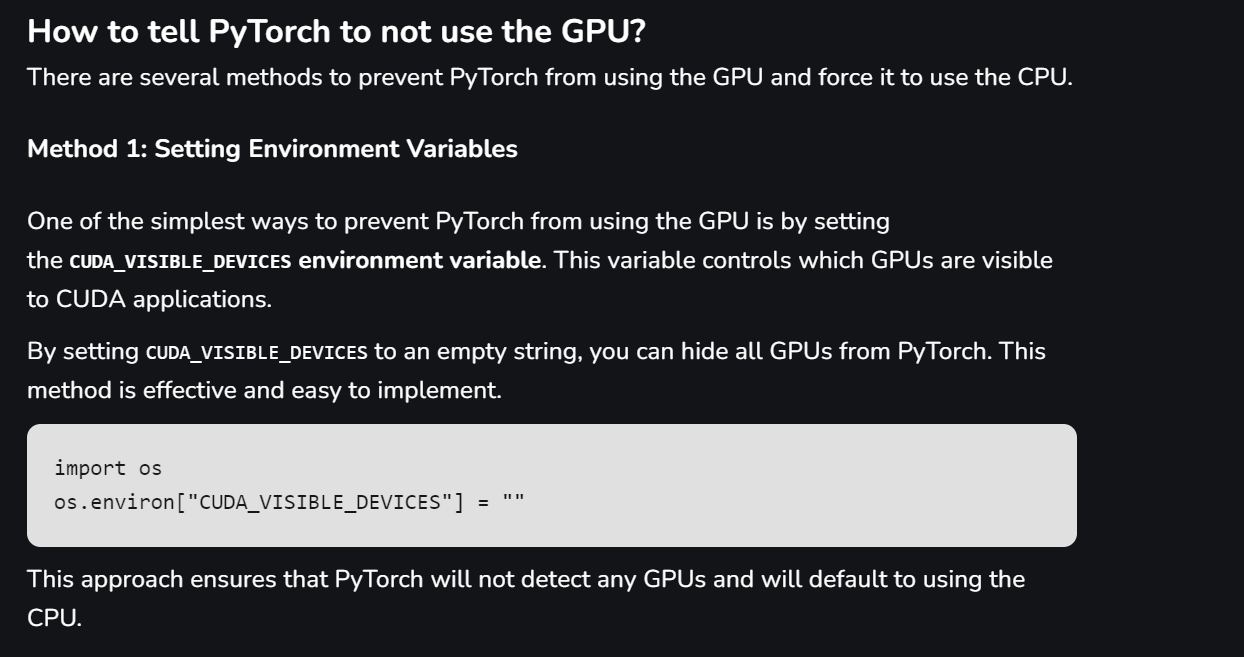 How to tell PyTorch to not use the GPU?
There are several methods to prevent PyTorch from using the GPU and force it to use the CPU.
Method 1: Setting Environment Variables
One of the simplest ways to prevent PyTorch from using the GPU is by setting
the CUDA_VISIBLE_DEVICES environment variable. This variable controls which GPUs are visible
to CUDA applications.
By setting CUDA_VISIBLE_DEVICES to an empty string, you can hide all GPUs from PyTorch. This
method is effective and easy to implement.
import os
os.environ["CUDA_VISIBLE_DEVICES"] = ""
This approach ensures that PyTorch will not detect any GPUs and will default to using the
CPU.